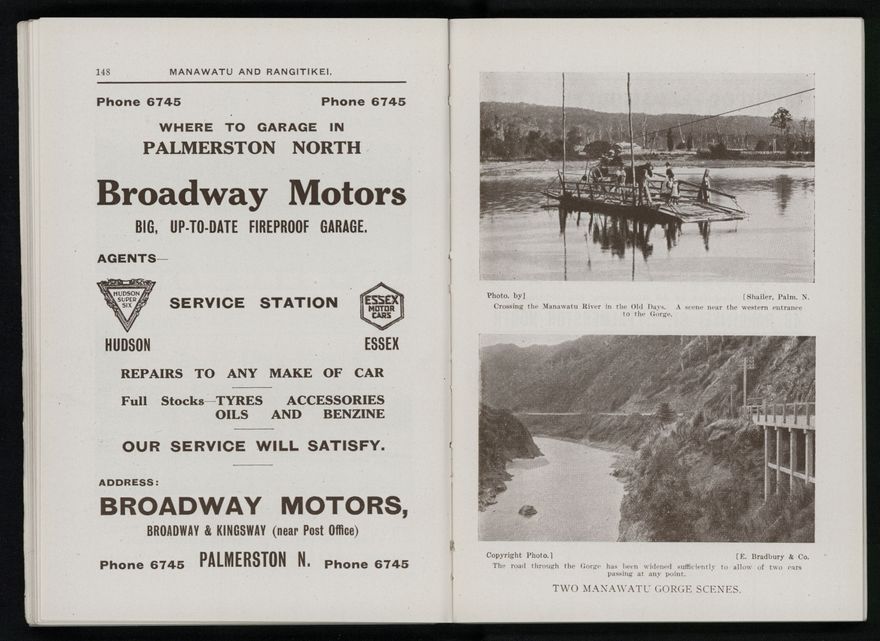 148 MANAWATU AND RANGITIKEI.
Phone 6745 Phone 6745
WHERE TO GARAGE IN
PALMERSTON NORTH
Broadway Motors
BIG, UP-TO-DATE FIREPROOF GARAGE.
AGENTS—
HUDSON
SUPER
SIX
SERVICE STATION
ESSEX
MOTOR
CARS
HUDSON ESSEX
REPAIRS TO ANY MAKE OF CAR
Full Stocks—TYRES ACCESSORIES
OILS AND BENZINE
OUR SERVICE WILL SATISFY.
ADDRESS:
BROADWAY MOTORS,
BROADWAY & KINGSWAY (near Post Office)
Phone 6745 PALMERSTON N. Phone 6745
Photo. by] [Shailer, Palm. N.
Crossing the Manawatu River in the Old Days. A scene near the western entrance
to the Gorge.
Copyright Photo.] [E. Bradbury & Co.
The road through the Gorge has been widened sufficiently to allow of two cars
passing at any point.
TWO MANAWATU GORGE SCENES.